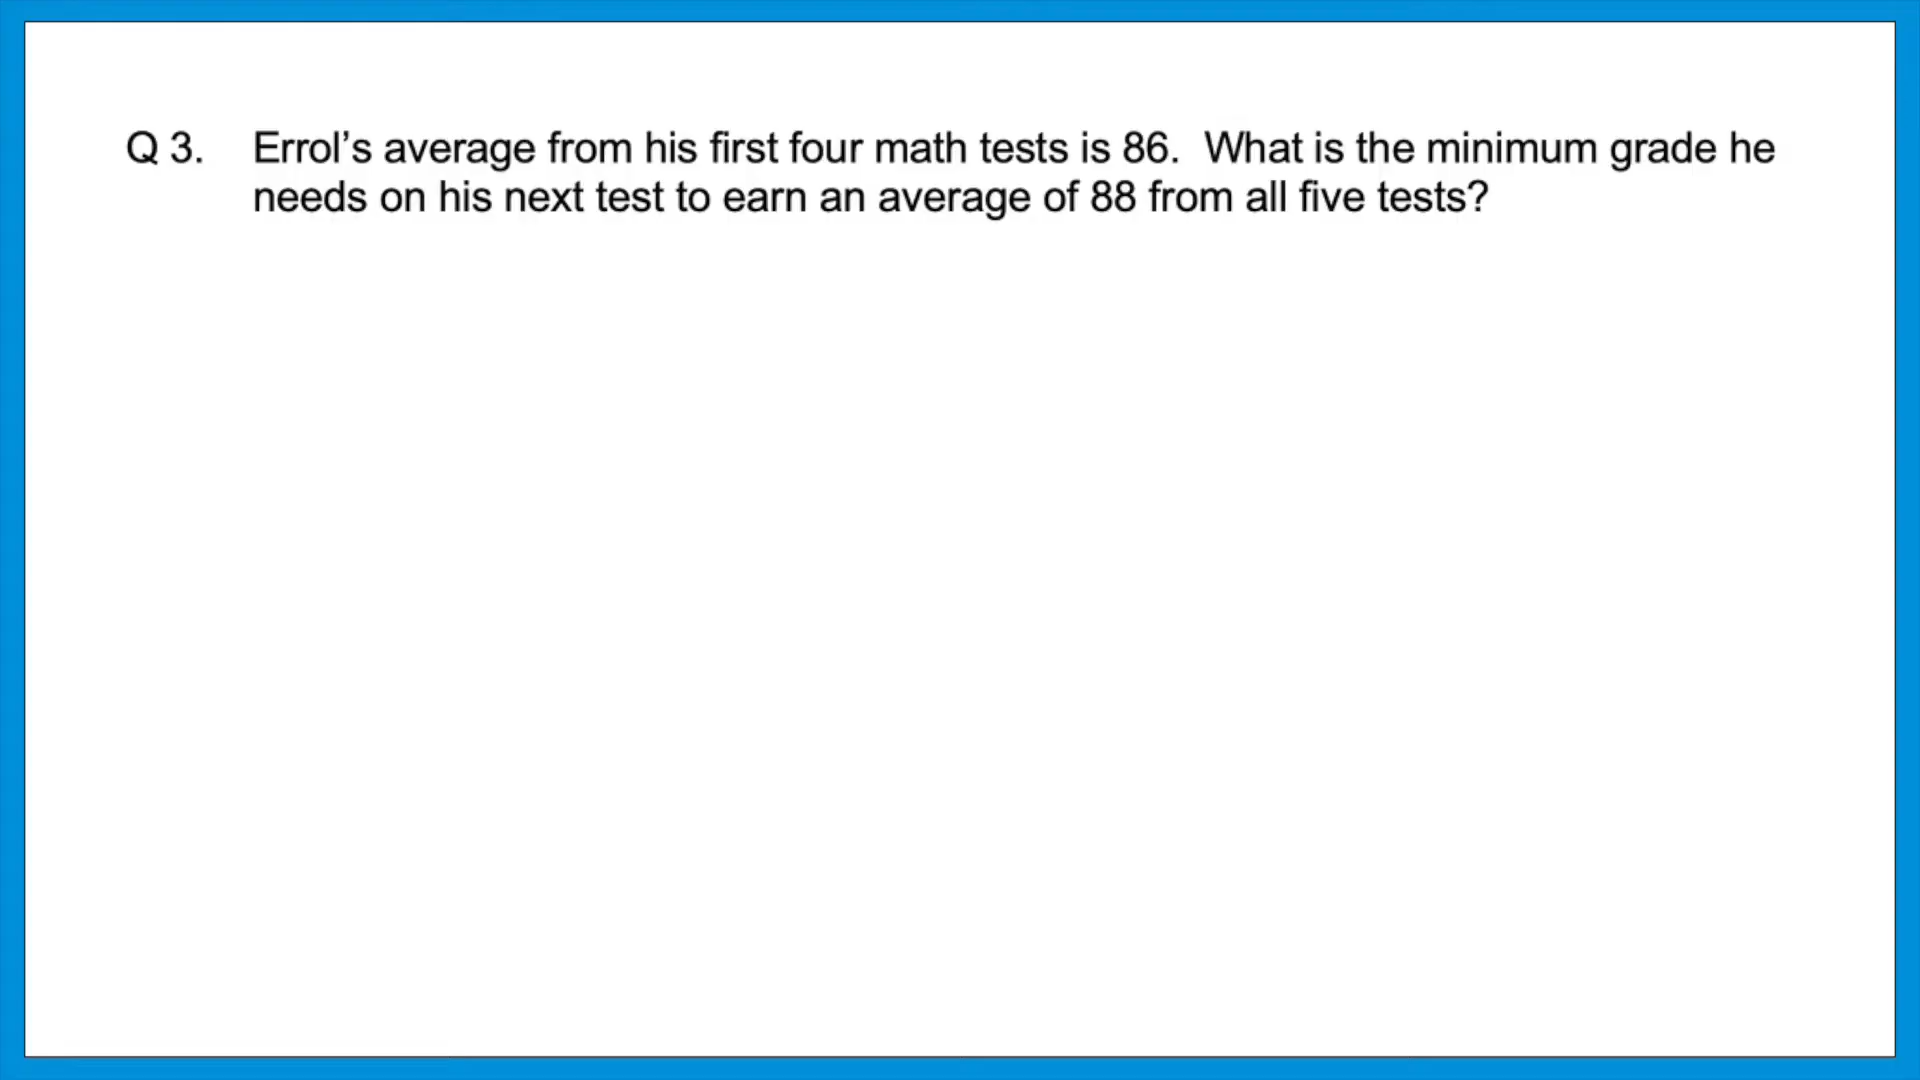 Q 3. Errol’s average from his first four math tests is 86. What is the minimum grade he
needs on his next test to earn an average of 88 from all five tests?